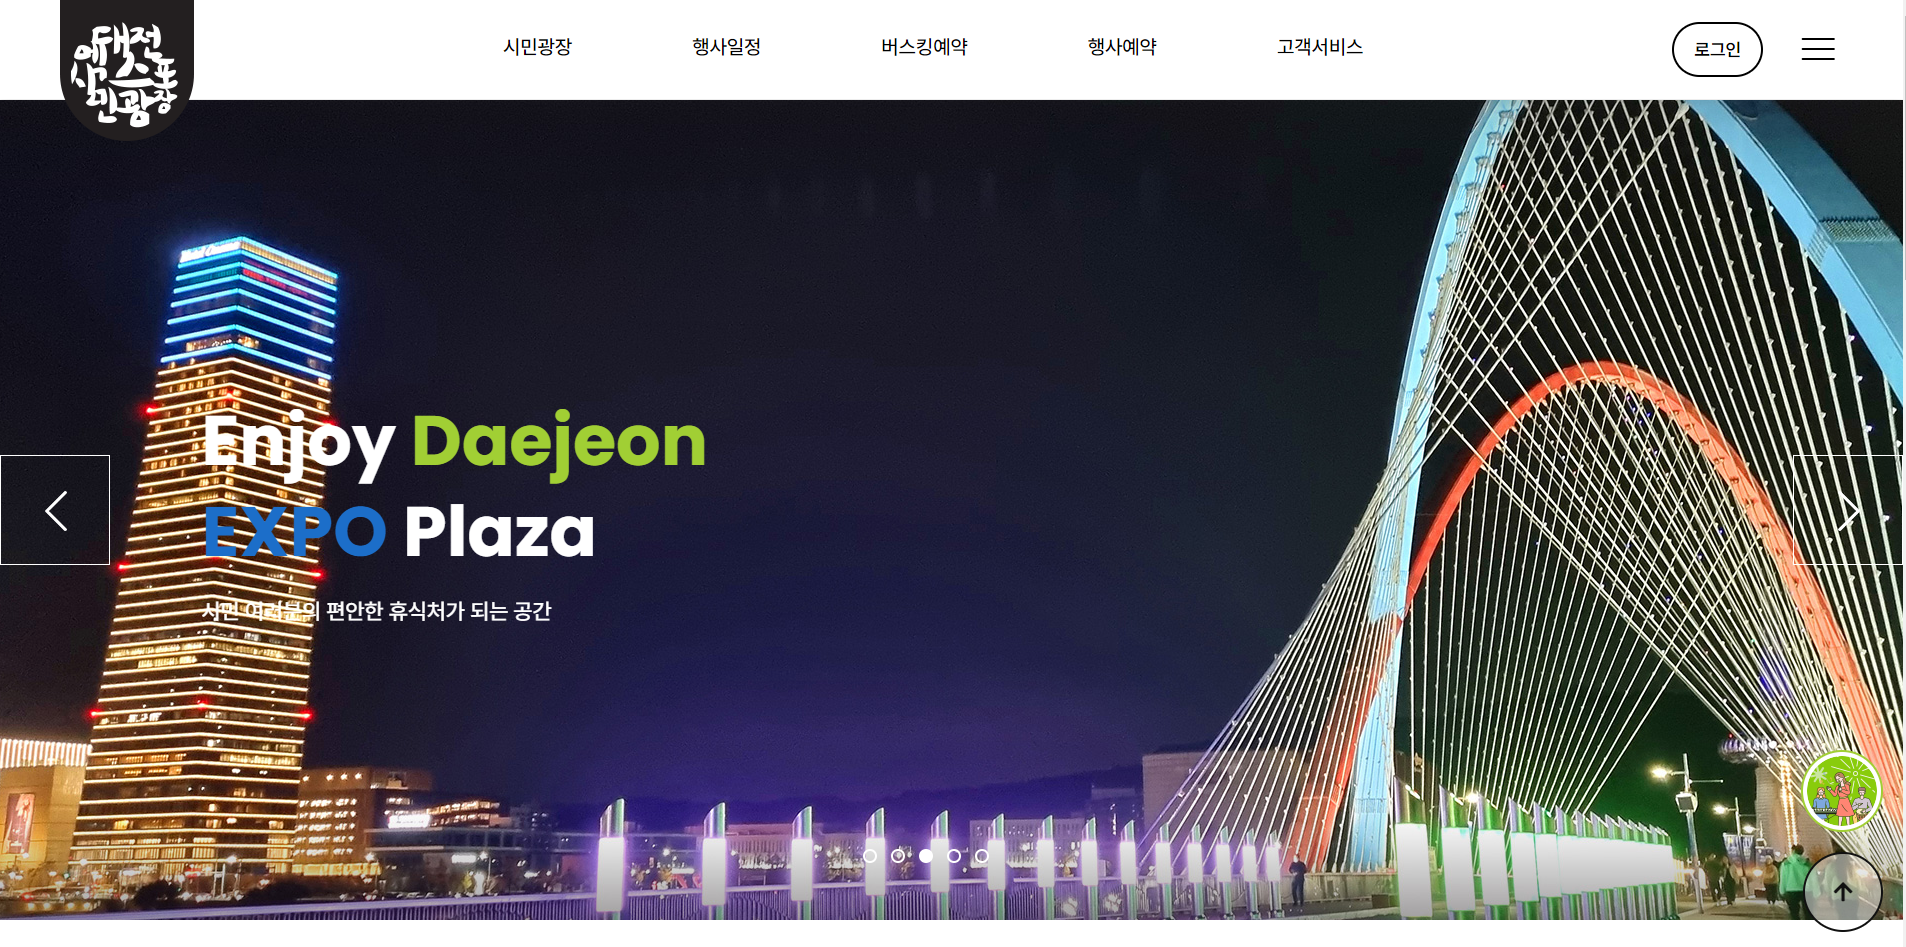 대전
엑스포
시민광장
시민광장
행사일정
버스킹예약
행사예약
고객서비스
로그인
Enjoy Daejeon
EXPO Plaza
시민 여러분의 편안한 휴식처가 되는 공간